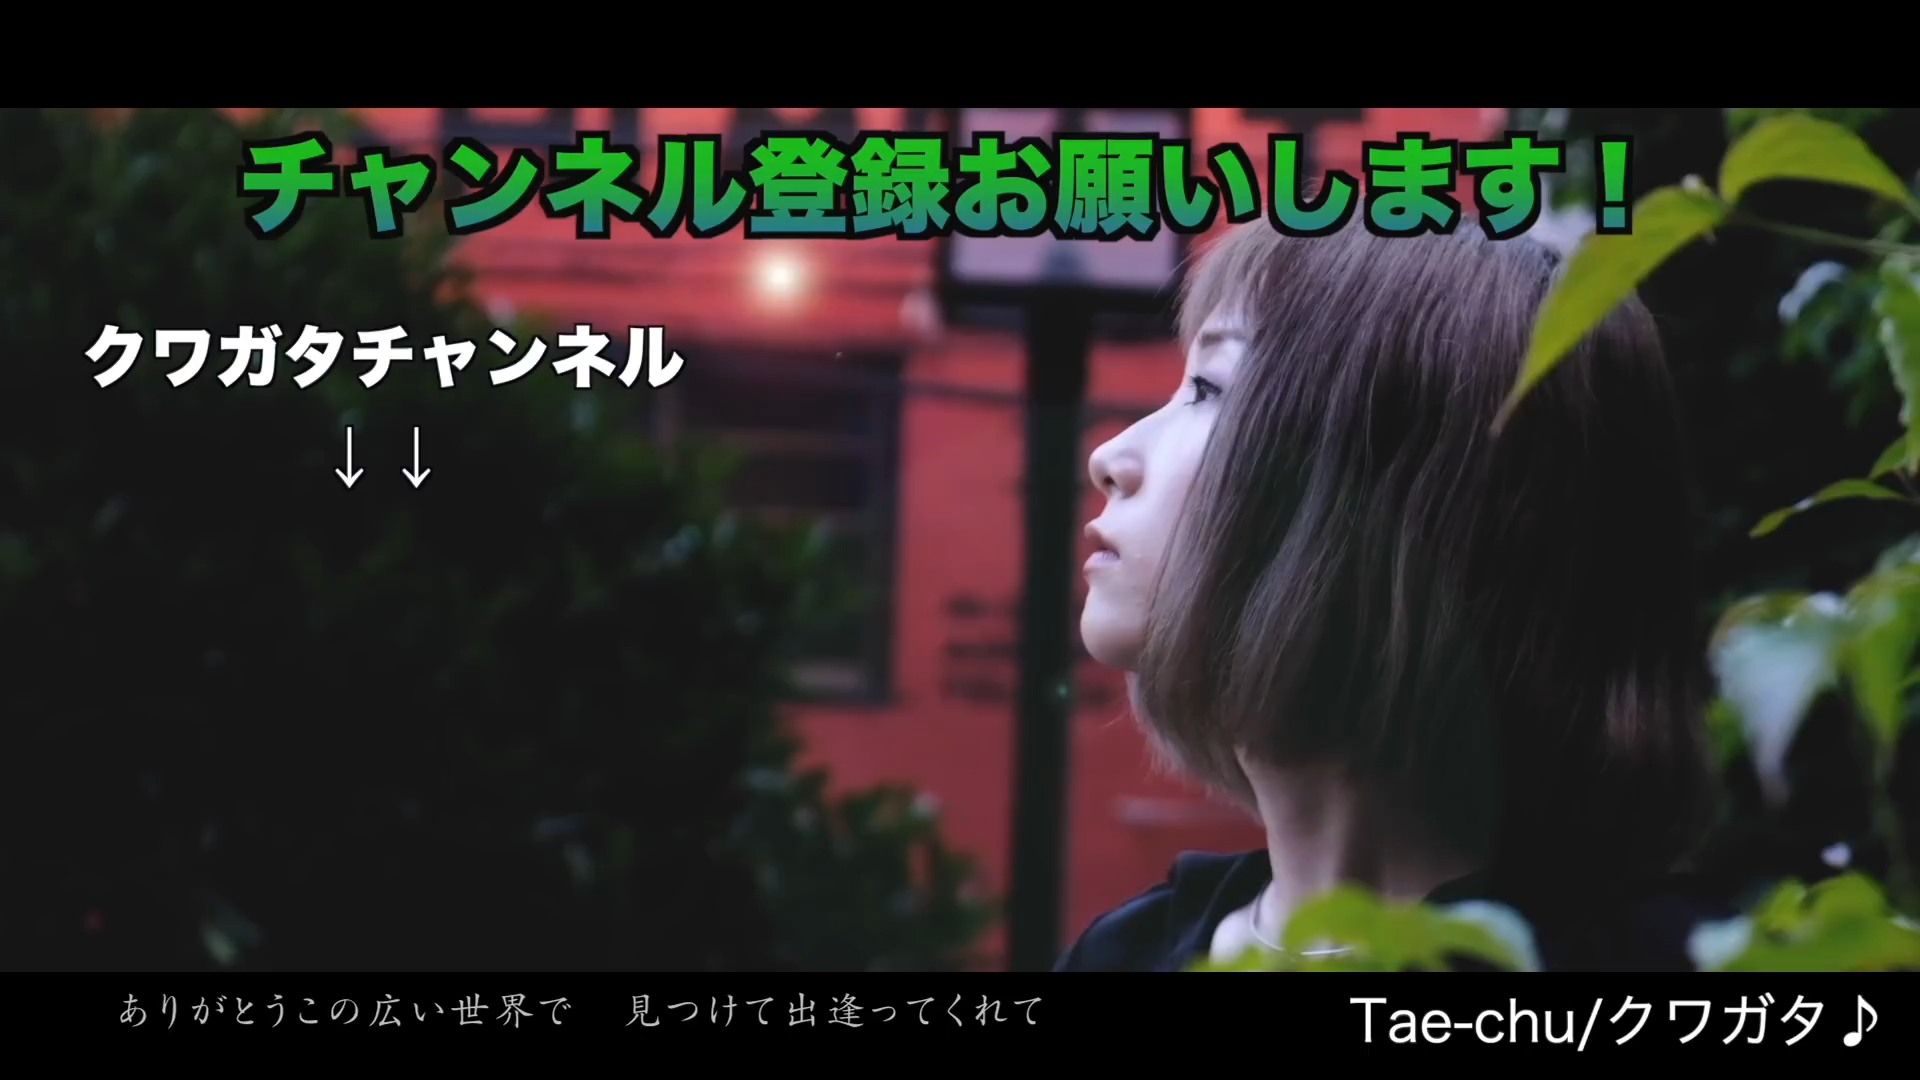 チャンネル登録お願いします！
クワガタチャンネル
↓ ↓
ありがとうこの広い世界で　見つけて出逢ってくれて
Tae-chu/クワガタ♪